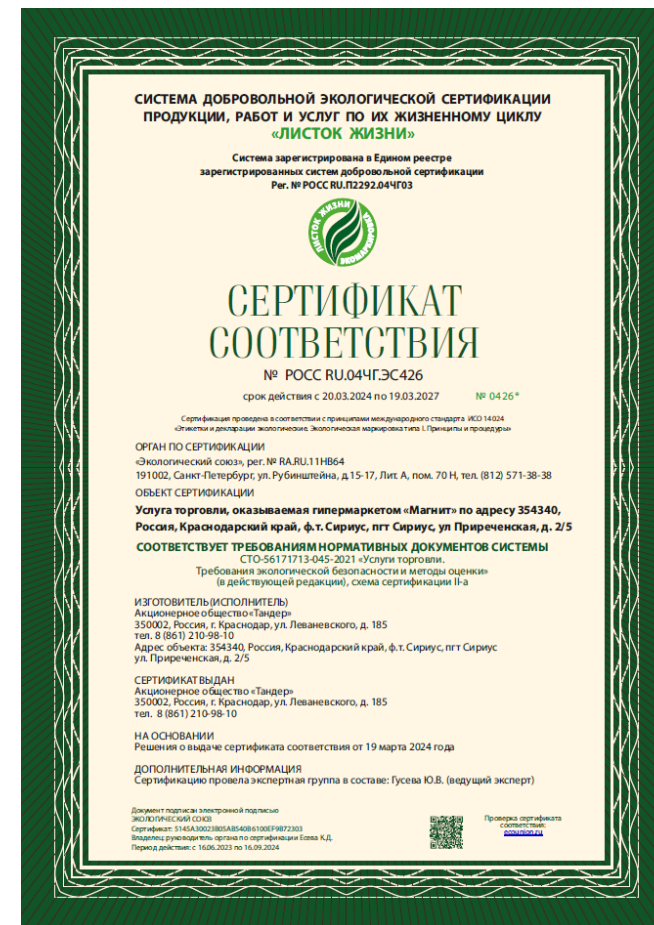 СИСТЕМА ДОБРОВОЛЬНОЙ ЭКОЛОГИЧЕСКОЙ СЕРТИФИКАЦИИ
ПРОДУКЦИИ, РАБОТ И УСЛУГ ПО ИХ ЖИЗНЕННОМУ ЦИКЛУ
«ЛИСТОК ЖИЗНИ»
Система зарегистрирована в Едином реестре
зарегистрированных систем добровольной сертификации
Рег. № РОСС RU.П2292.04ЧГ03
ЛИСТОК ЖИЗНИ
ЭКОМАРКИРОВКА
СЕРТИФИКАТ
СООТВЕТСТВИЯ
№ РОСС RU.04ЧГ.ЭС426
срок действия с 20.03.2024 по 19.03.2027 № 0426*
Сертификация проведена в соответствии с принципами международного стандарта ИСО 14024
«Этикетки и декларации экологические. Экологическая маркировка типа I. Принципы и процедуры»
ОРГАН ПО СЕРТИФИКАЦИИ
«Экологический союз», рег. № RA.RU.11НВ64
191002, Санкт-Петербург, ул. Рубинштейна, д.15-17, Лит. А, пом. 70 Н, тел. (812) 571-38-38
ОБЪЕКТ СЕРТИФИКАЦИИ
Услуга торговли, оказываемая гипермаркетом «Магнит» по адресу 354340,
Россия, Краснодарский край, ф.т. Сириус, пгт Сириус, ул Приреченская, д. 2/5
СООТВЕТСТВУЕТ ТРЕБОВАНИЯМ НОРМАТИВНЫХ ДОКУМЕНТОВ СИСТЕМЫ
СТО-56171713-045-2021 «Услуги торговли.
Требования экологической безопасности и методы оценки»
(в действующей редакции), схема сертификации II-а
ИЗГОТОВИТЕЛЬ (ИСПОЛНИТЕЛЬ)
Акционерное общество «Тандер»
350002, Россия, г. Краснодар, ул. Леваневского, д. 185
тел. 8 (861) 210-98-10
Адрес объекта: 354340, Россия, Краснодарский край, ф.т. Сириус, пгт Сириус
ул. Приреченская, д. 2/5
СЕРТИФИКАТ ВЫДАН
Акционерное общество «Тандер»
350002, Россия, г. Краснодар, ул. Леваневского, д. 185
тел. 8 (861) 210-98-10
НА ОСНОВАНИИ
Решения о выдаче сертификата соответствия от 19 марта 2024 года
ДОПОЛНИТЕЛЬНАЯ ИНФОРМАЦИЯ
Сертификацию провела экспертная группа в составе: Гусева Ю.В. (ведущий эксперт)
Документ подписан электронной подписью
ЭКОЛОГИЧЕСКИЙ СОЮЗ
Сертификат: 5145A30023B05AB540B6100EF9B72303
Владелец: руководитель органа по сертификации Есева К.Д.
Период действия: с 16.06.2023 по 16.09.2024
Проверка сертификата
соответствия:
ecounion.ru